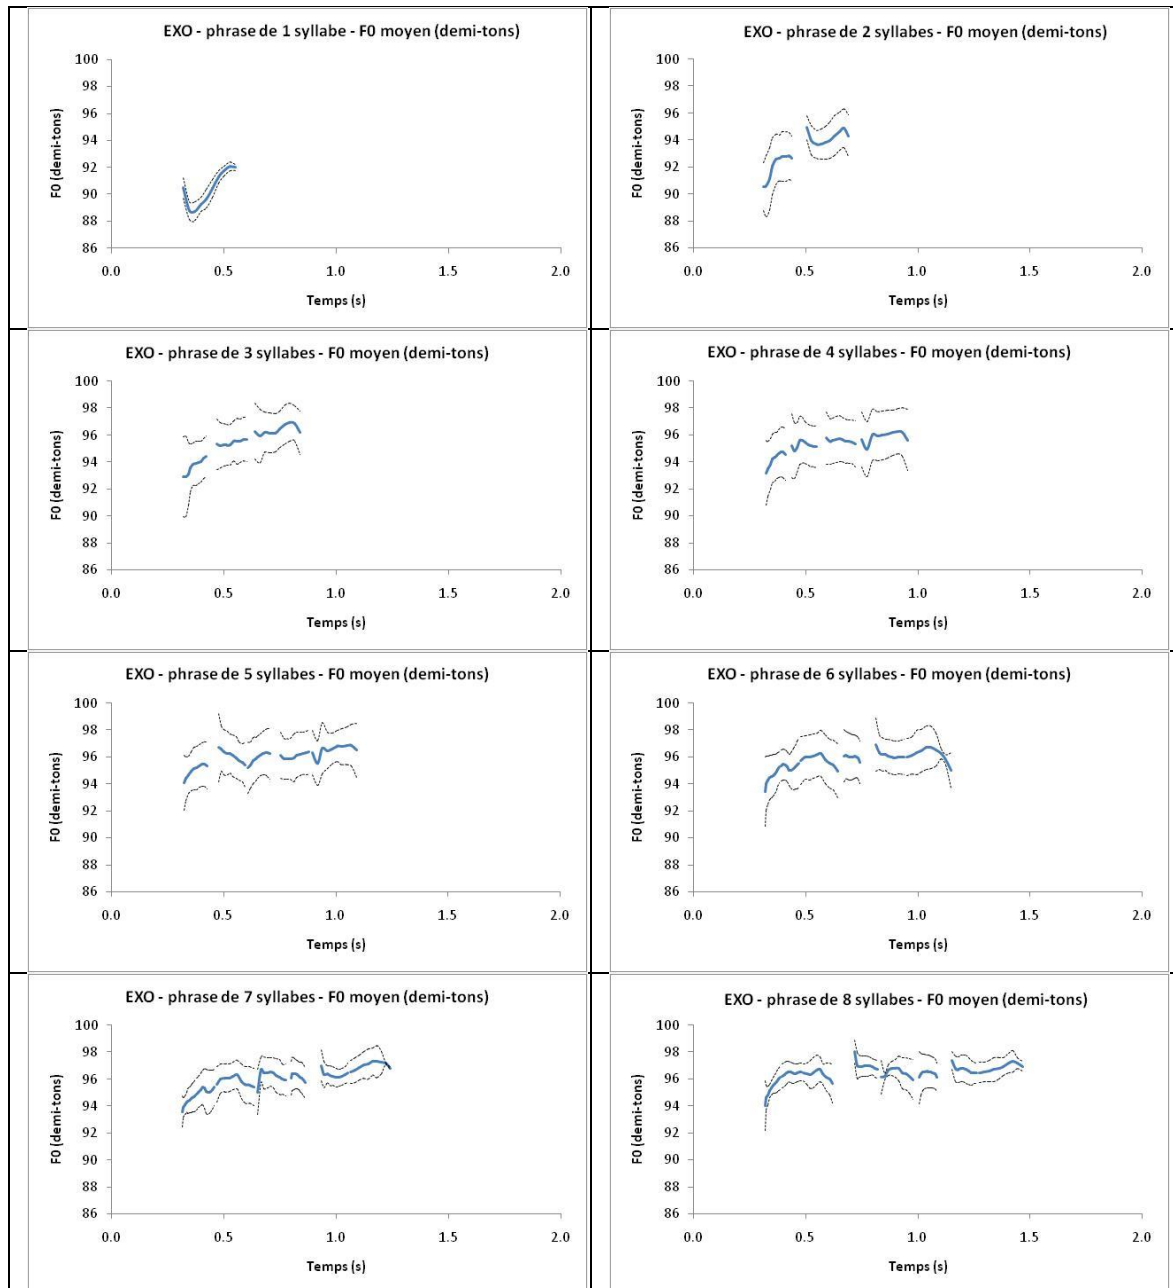 EXO - phrase de 1 syllabe - F0 moyen (demi-tons)
100
98
96
94
92
90
88
86
F0 (demi-tons)
0.0 0.5 1.0 1.5 2.0
Temps (s)
EXO - phrase de 2 syllabes - F0 moyen (demi-tons)
100
98
96
94
92
90
88
86
F0 (demi-tons)
0.0 0.5 1.0 1.5 2.0
Temps (s)
EXO - phrase de 3 syllabes - F0 moyen (demi-tons)
100
98
96
94
92
90
88
86
F0 (demi-tons)
0.0 0.5 1.0 1.5 2.0
Temps (s)
EXO - phrase de 4 syllabes - F0 moyen (demi-tons)
100
98
96
94
92
90
88
86
F0 (demi-tons)
0.0 0.5 1.0 1.5 2.0
Temps (s)
EXO - phrase de 5 syllabes - F0 moyen (demi-tons)
100
98
96
94
92
90
88
86
F0 (demi-tons)
0.0 0.5 1.0 1.5 2.0
Temps (s)
EXO - phrase de 6 syllabes - F0 moyen (demi-tons)
100
98
96
94
92
90
88
86
F0 (demi-tons)
0.0 0.5 1.0 1.5 2.0
Temps (s)
EXO - phrase de 7 syllabes - F0 moyen (demi-tons)
100
98
96
94
92
90
88
86
F0 (demi-tons)
0.0 0.5 1.0 1.5 2.0
Temps (s)
EXO - phrase de 8 syllabes - F0 moyen (demi-tons)
100
98
96
94
92
90
88
86
F0 (demi-tons)
0.0 0.5 1.0 1.5 2.0
Temps (s)